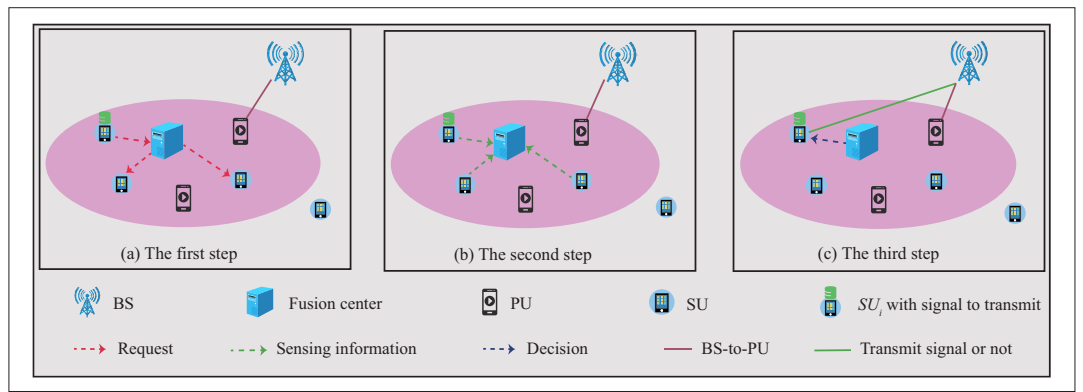 (a) The first step
(b) The second step
(c) The third step
BS
Fusion center
PU
SU
SU_i with signal to transmit
Request
Sensing information
Decision
BS-to-PU
Transmit signal or not